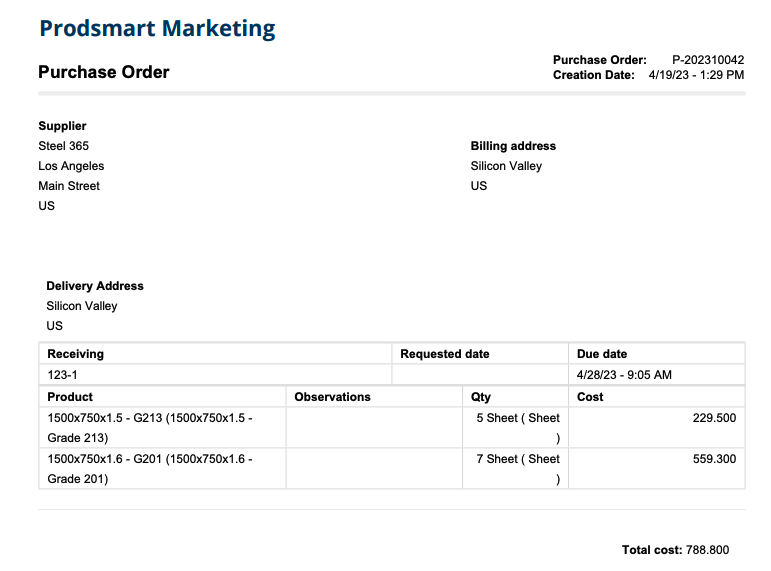 Prodsmart Marketing
Purchase Order
Purchase Order: P-202310042
Creation Date: 4/19/23 - 1:29 PM
Supplier
Steel 365
Los Angeles
Main Street
US
Billing address
Silicon Valley
US
Delivery Address
Silicon Valley
US
Receiving Requested date Due date
123-1 4/28/23 - 9:05 AM
Product Observations Qty Cost
1500x750x1.5 - G213 (1500x750x1.5 - 5 Sheet ( Sheet 229.500
Grade 213) )
1500x750x1.6 - G201 (1500x750x1.6 - 7 Sheet ( Sheet 559.300
Grade 201) )
Total cost: 788.800